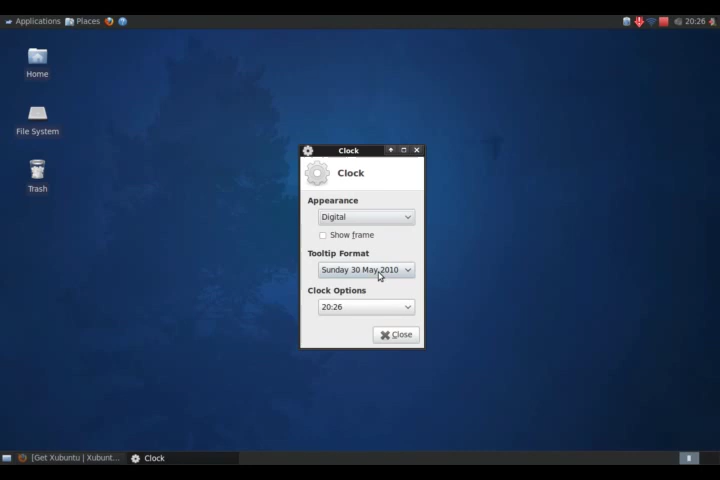 Applications Places 20:26
Home
File System
Trash
Clock
Clock
Appearance
Digital
Show frame
Tooltip Format
Sunday 30 May 2010
Clock Options
20:26
Close
[Get Xubuntu | Xubunt... Clock